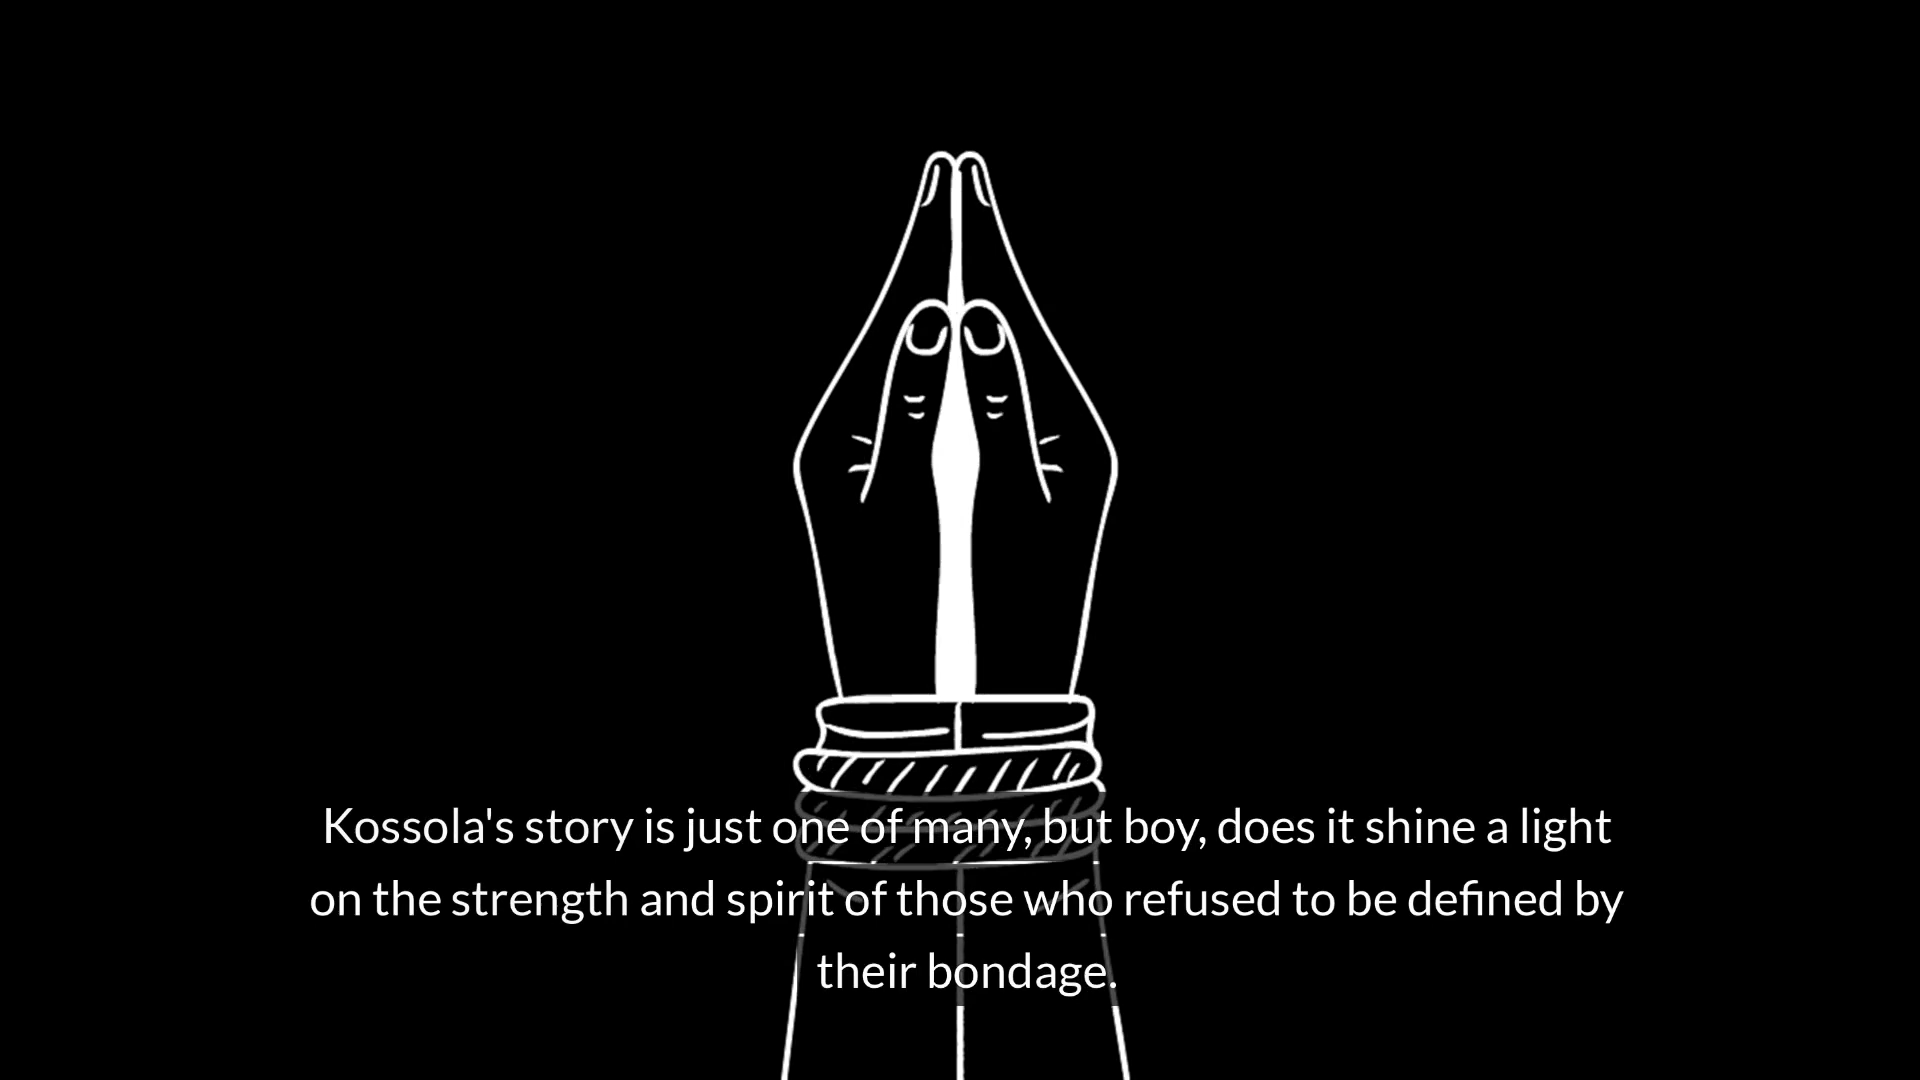 Kossola's story is just one of many, but boy, does it shine a light
on the strength and spirit of those who refused to be defined by
their bondage.